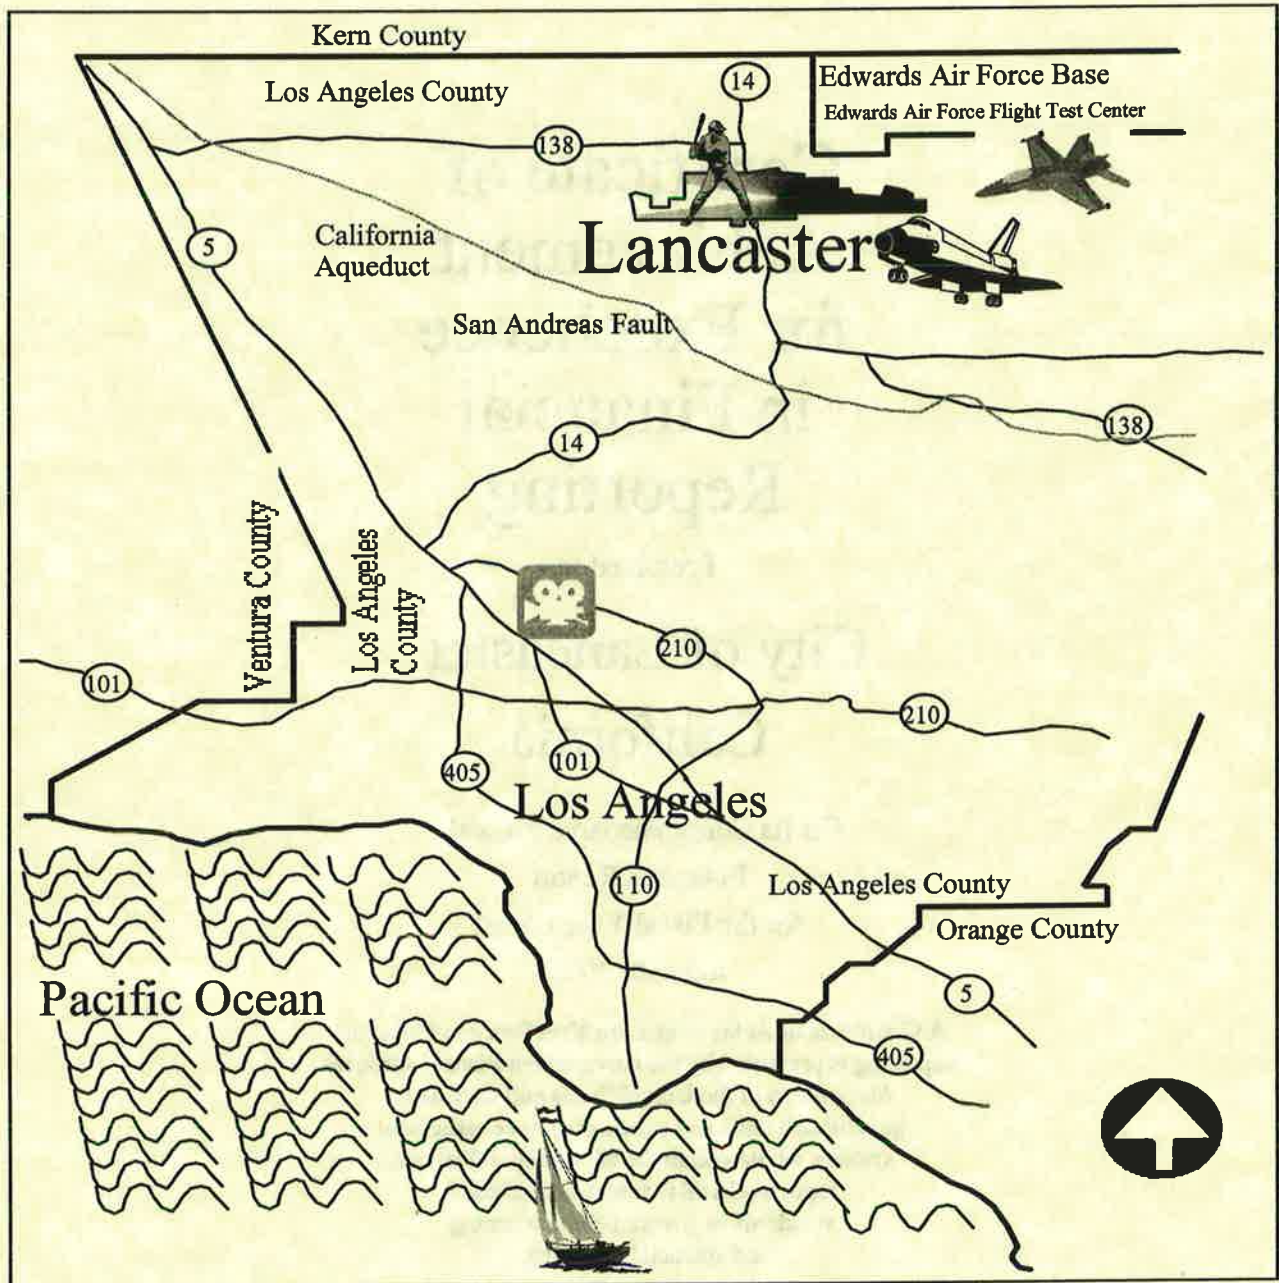 Kern County
Los Angeles County
14
Edwards Air Force Base
Edwards Air Force Flight Test Center
138
5
California
Aqueduct
Lancaster
San Andreas Fault
14
138
Ventura County
Los Angeles
County
210
101
210
405
101
Los Angeles
110
Los Angeles County
Orange County
Pacific Ocean
5
405